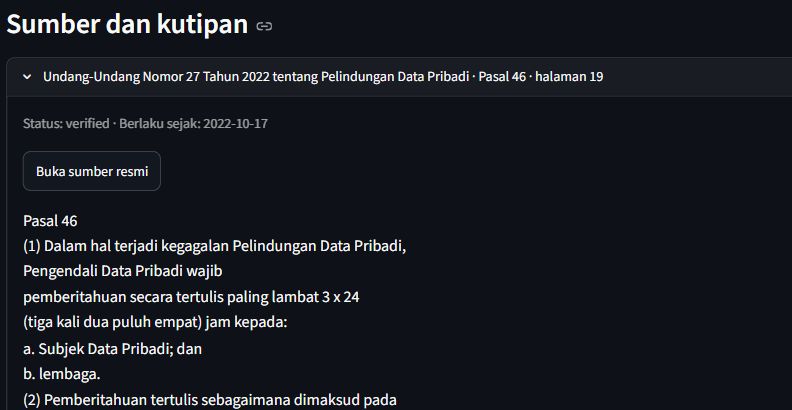 Sumber dan kutipan
Undang-Undang Nomor 27 Tahun 2022 tentang Pelindungan Data Pribadi · Pasal 46 · halaman 19
Status: verified · Berlaku sejak: 2022-10-17
Buka sumber resmi
Pasal 46
(1) Dalam hal terjadi kegagalan Pelindungan Data Pribadi,
Pengendali Data Pribadi wajib
pemberitahuan secara tertulis paling lambat 3 x 24
(tiga kali dua puluh empat) jam kepada:
a. Subjek Data Pribadi; dan
b. lembaga.
(2) Pemberitahuan tertulis sebagaimana dimaksud pada